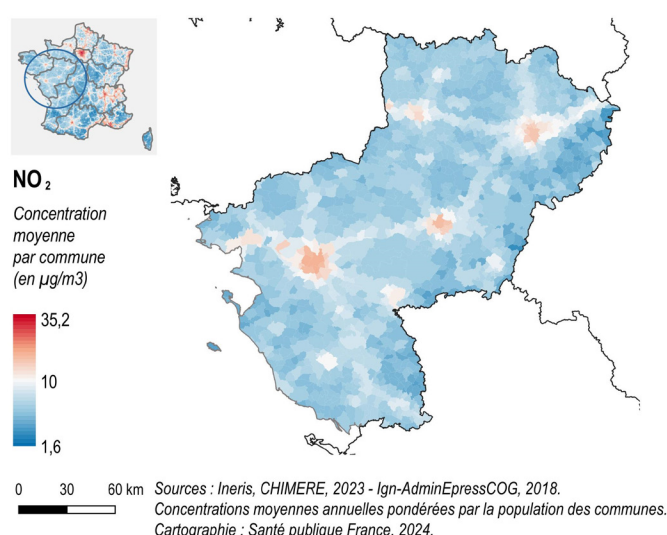 NO₂
Concentration
moyenne
par commune
(en µg/m3)
35,2
10
1,6
0 30 60 km
Sources : Ineris, CHIMERE, 2023 - Ign-AdminEpressCOG, 2018.
Concentrations moyennes annuelles pondérées par la population des communes.
Cartographie : Santé publique France, 2024.